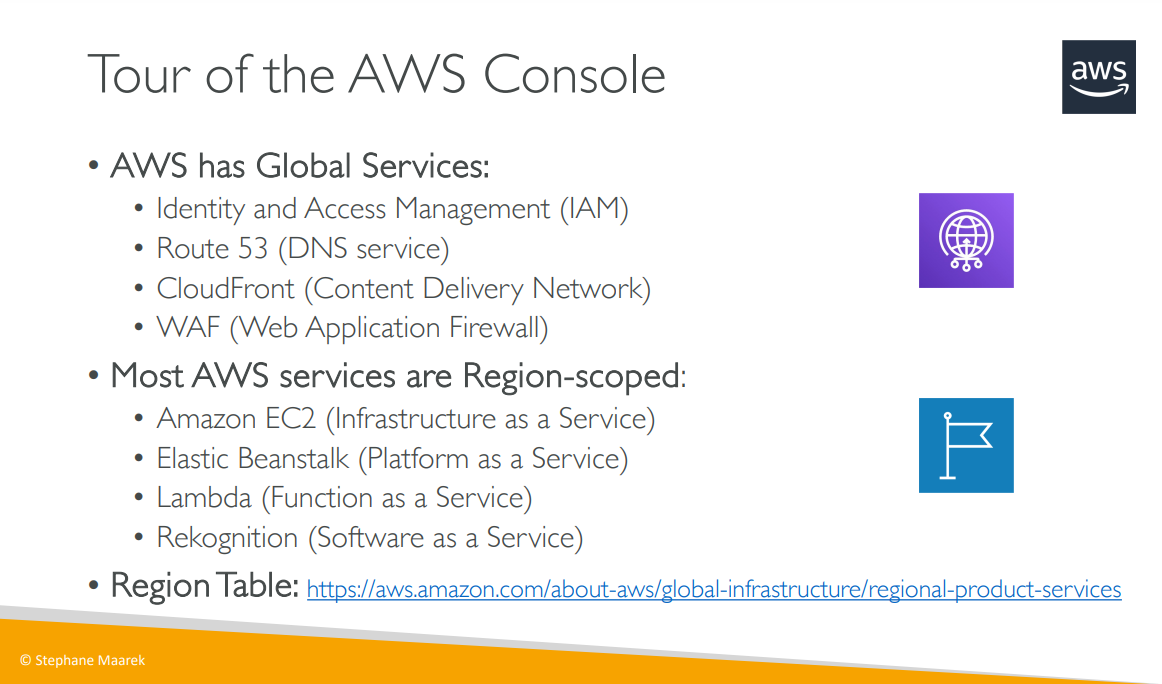 Tour of the AWS Console
aws
• AWS has Global Services:
• Identity and Access Management (IAM)
• Route 53 (DNS service)
• CloudFront (Content Delivery Network)
• WAF (Web Application Firewall)
• Most AWS services are Region-scoped:
• Amazon EC2 (Infrastructure as a Service)
• Elastic Beanstalk (Platform as a Service)
• Lambda (Function as a Service)
• Rekognition (Software as a Service)
• Region Table: https://aws.amazon.com/about-aws/global-infrastructure/regional-product-services
© Stephane Maarek